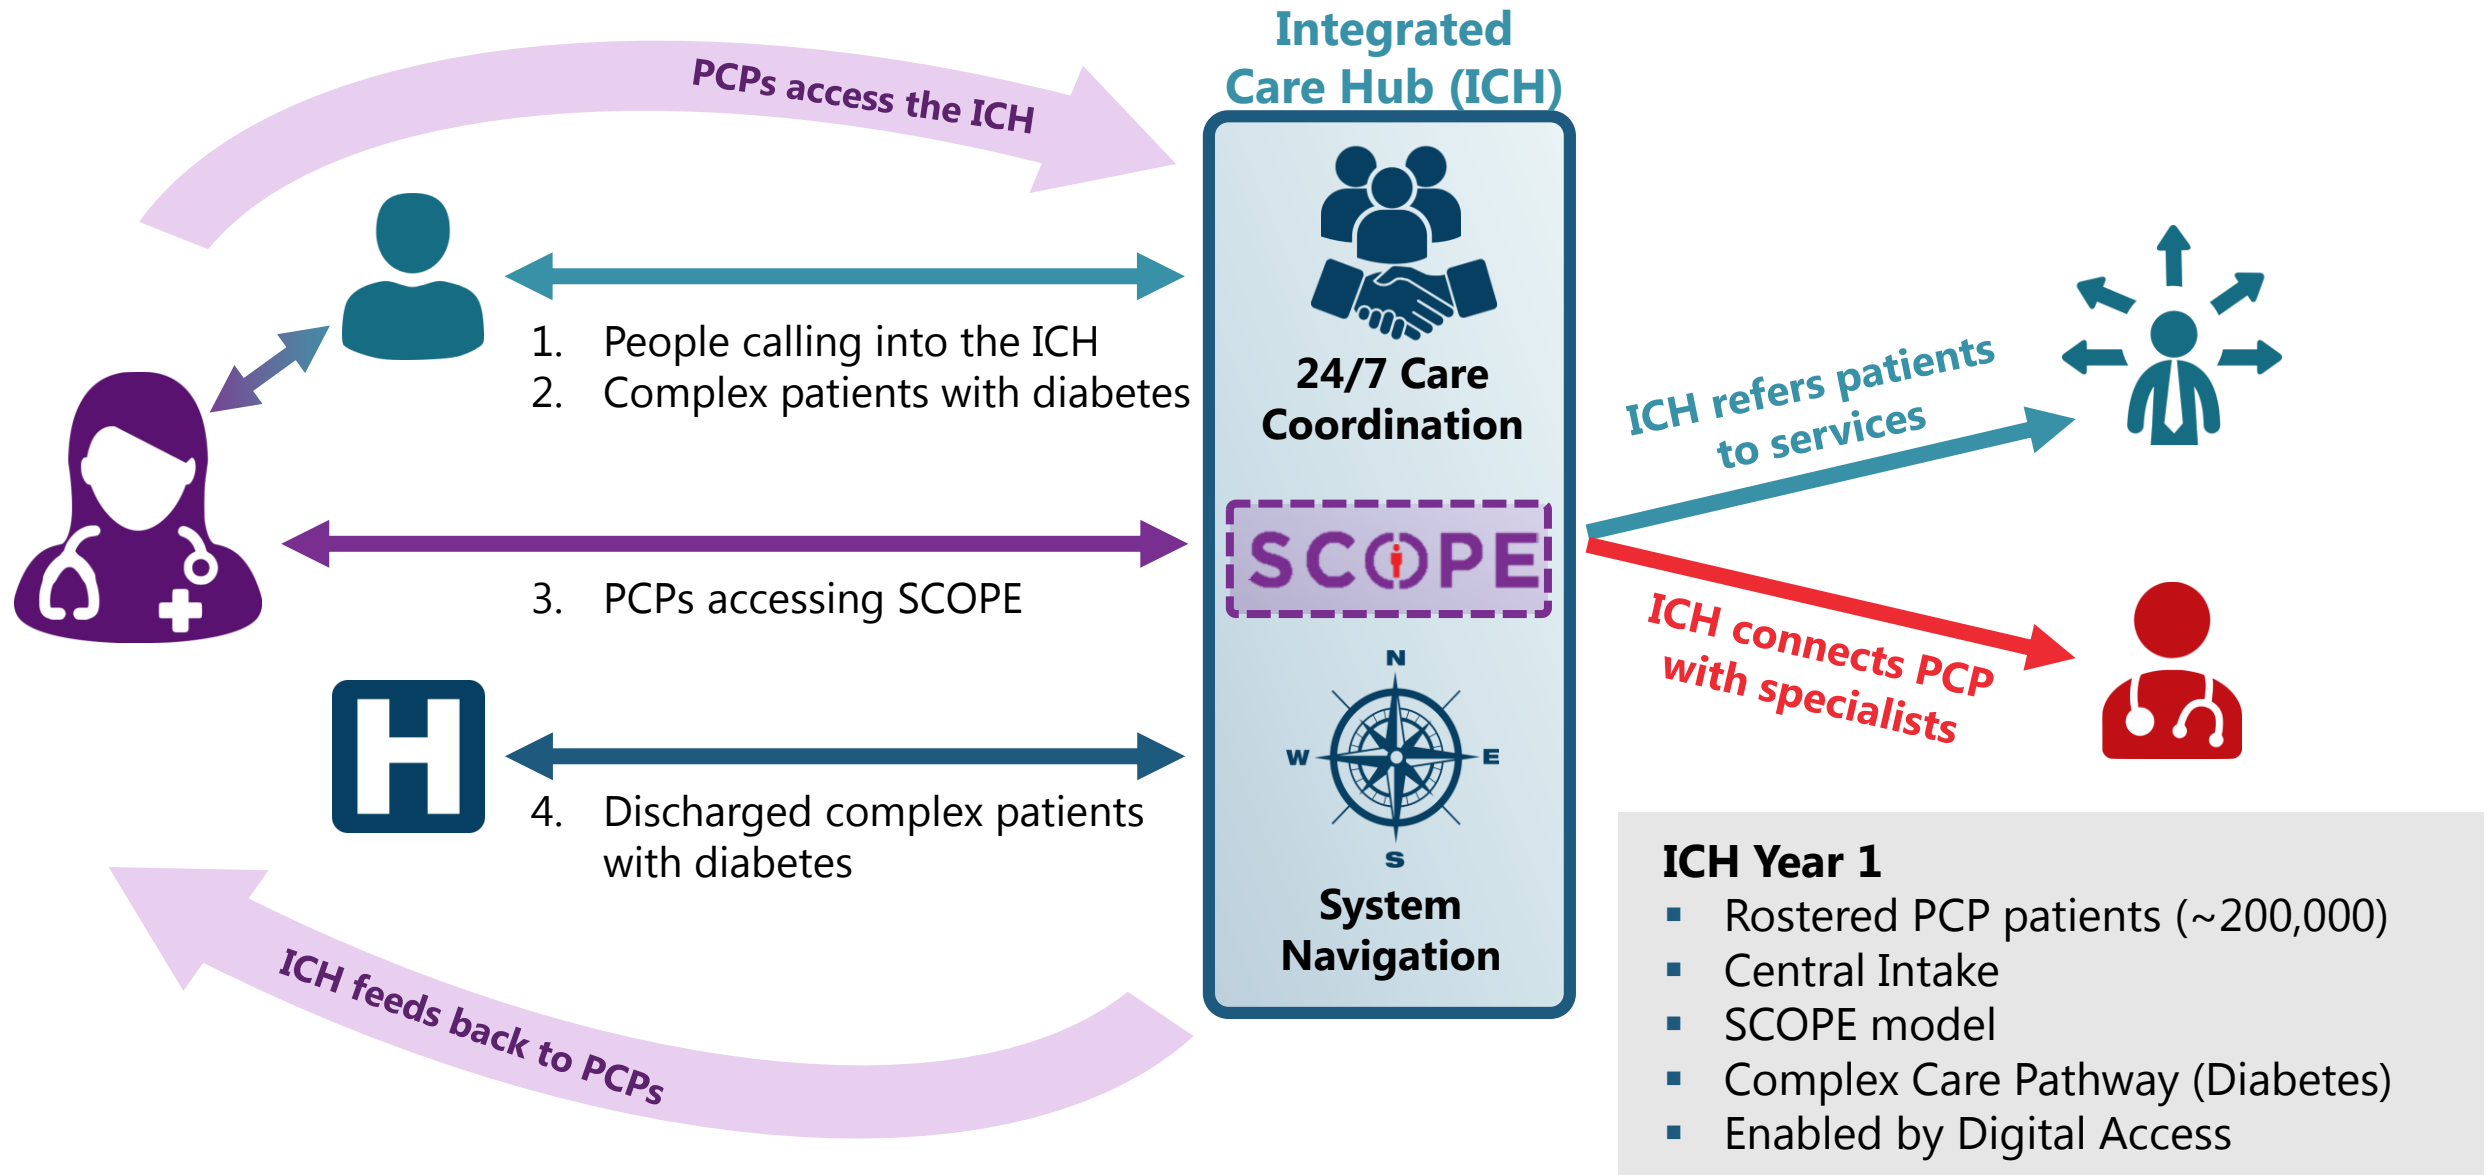 Integrated
Care Hub (ICH)
PCPs access the ICH
1. People calling into the ICH
2. Complex patients with diabetes
24/7 Care
Coordination
SCOPE
3. PCPs accessing SCOPE
H
4. Discharged complex patients
with diabetes
N
W
E
S
System
Navigation
ICH feeds back to PCPs
ICH refers patients
to services
ICH connects PCP
with specialists
ICH Year 1
▪ Rostered PCP patients (~200,000)
▪ Central Intake
▪ SCOPE model
▪ Complex Care Pathway (Diabetes)
▪ Enabled by Digital Access